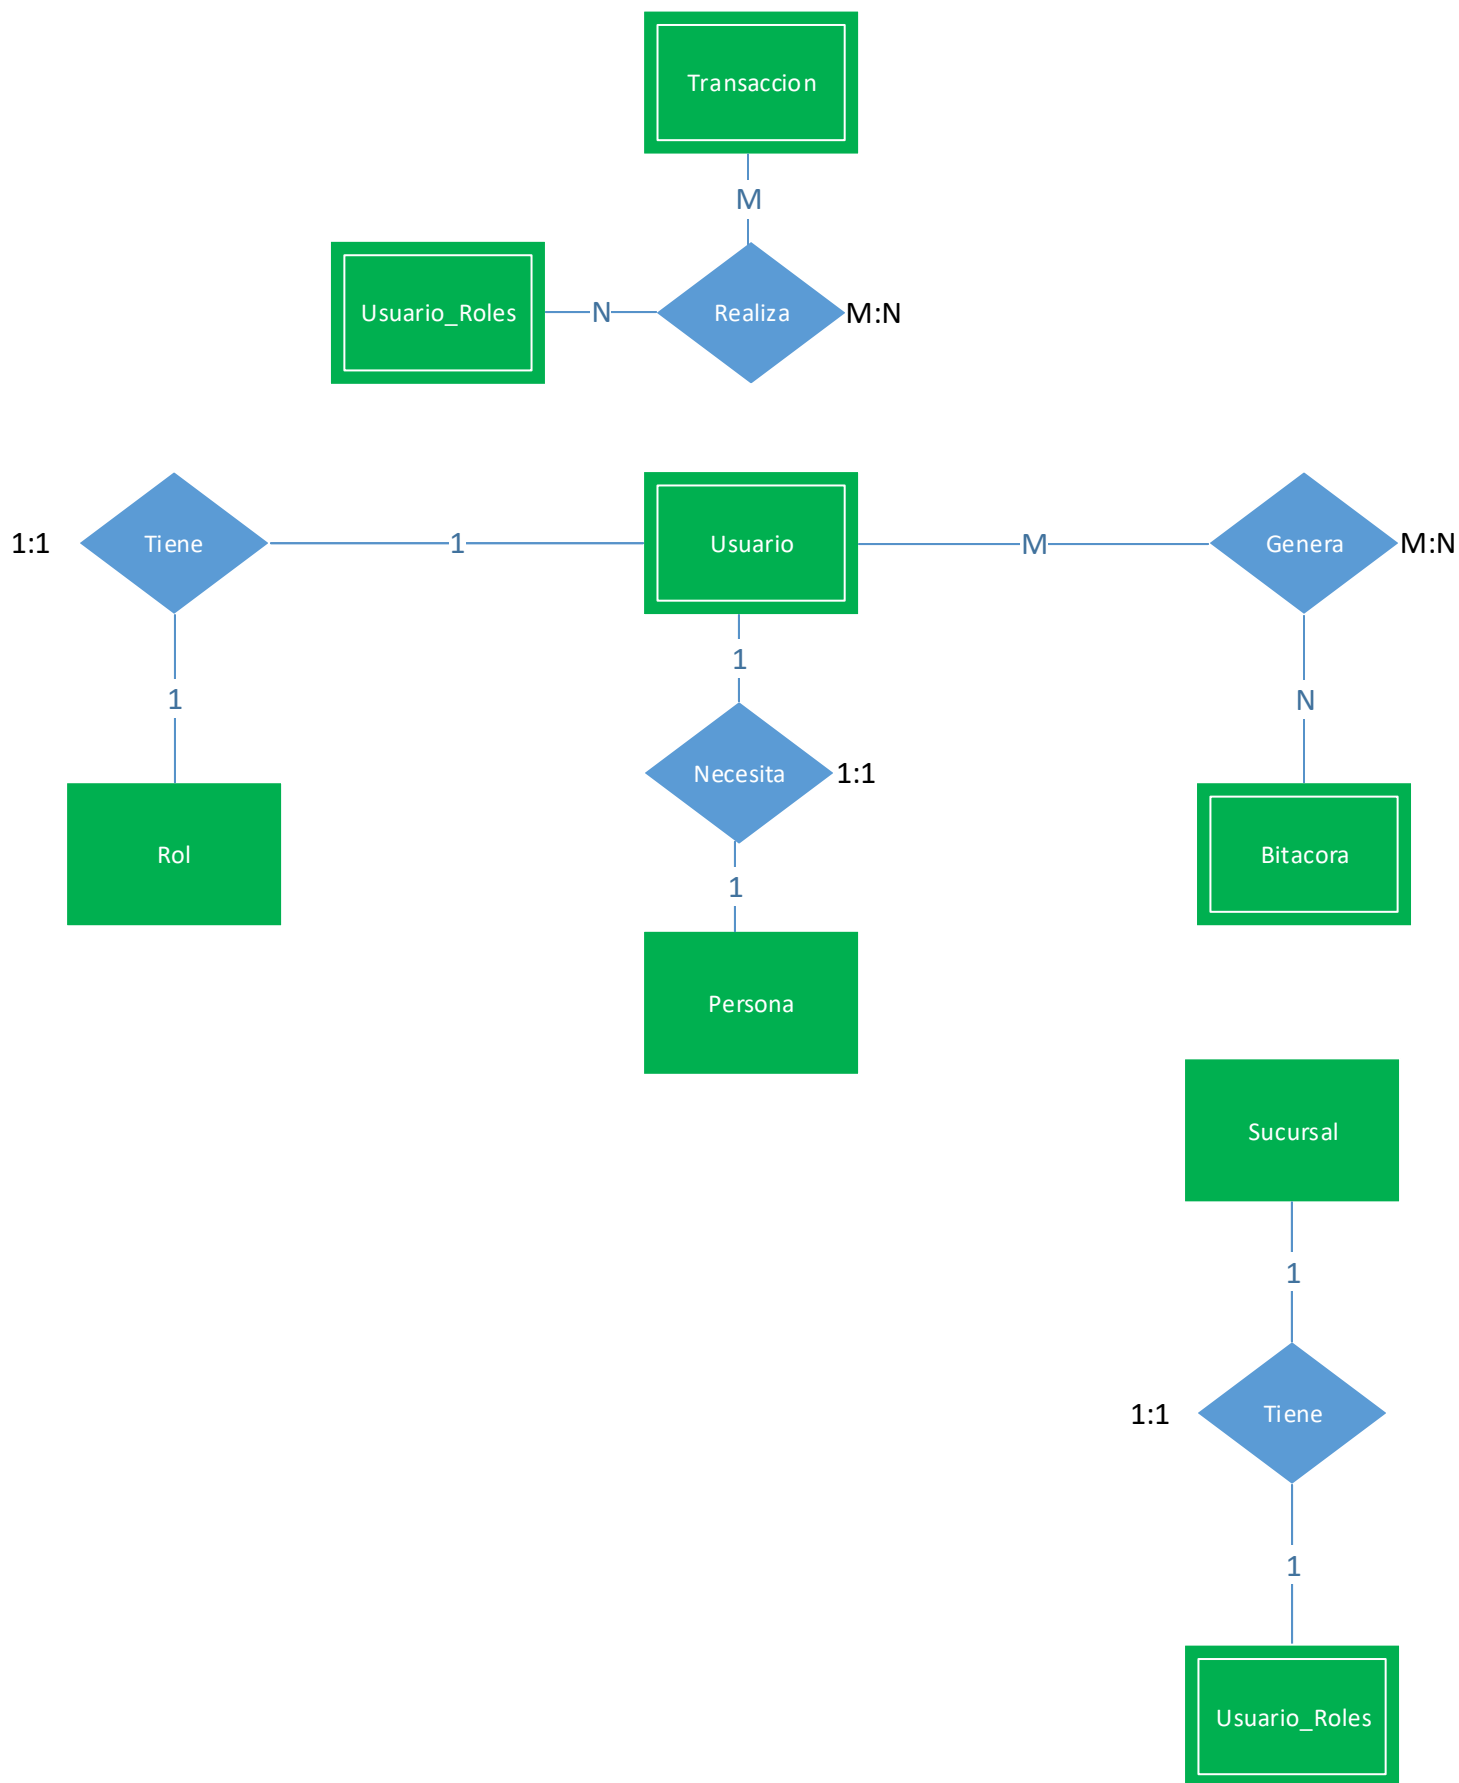 Transaccion
M
Usuario_Roles
N
Realiza
M:N
1:1
Tiene
1
Usuario
M
Genera
M:N
1
1
N
Necesita
1:1
Rol
Bitacora
1
Persona
Sucursal
1
1:1
Tiene
1
Usuario_Roles